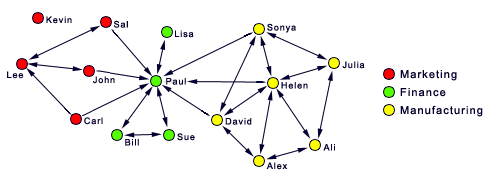 Kevin
Sal
Lisa
Sonya
Lee
John
Paul
Helen
Julia
Carl
David
Bill
Sue
Alex
Ali
Marketing
Finance
Manufacturing